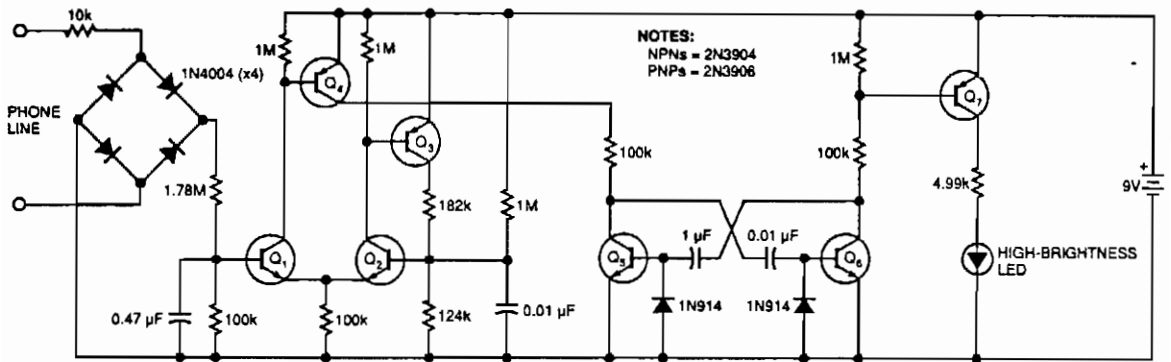 10k
1N4004 (x4)
PHONE
LINE
1.78M
0.47 µF
100k
1M
Q4
1M
Q3
182k
1M
Q1
Q2
100k
124k
0.01 µF
NOTES:
NPNs = 2N3904
PNPs = 2N3906
100k
1 µF
0.01 µF
Q5
Q6
1N914
1N914
1M
100k
Q7
4.99k
HIGH-BRIGHTNESS
LED
+
9V